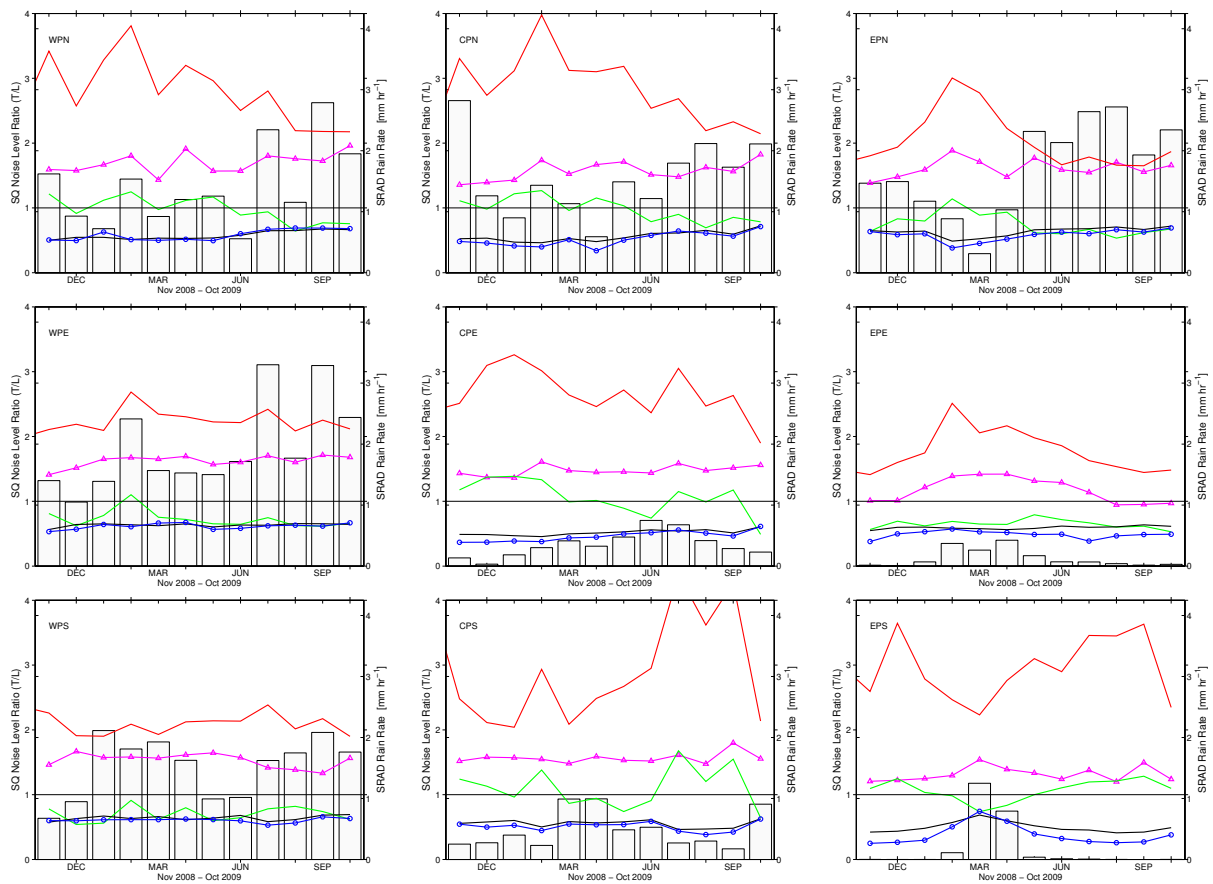 WPN
SQ Noise Level Ratio (T/L)
0 1 2 3 4
SRAD Rain Rate [mm hr−1]
0 1 2 3 4
DEC MAR JUN SEP
Nov 2008 − Oct 2009
CPN
SQ Noise Level Ratio (T/L)
0 1 2 3 4
SRAD Rain Rate [mm hr−1]
0 1 2 3 4
DEC MAR JUN SEP
Nov 2008 − Oct 2009
EPN
SQ Noise Level Ratio (T/L)
0 1 2 3 4
SRAD Rain Rate [mm hr−1]
0 1 2 3 4
DEC MAR JUN SEP
Nov 2008 − Oct 2009
WPE
SQ Noise Level Ratio (T/L)
0 1 2 3 4
SRAD Rain Rate [mm hr−1]
0 1 2 3 4
DEC MAR JUN SEP
Nov 2008 − Oct 2009
CPE
SQ Noise Level Ratio (T/L)
0 1 2 3 4
SRAD Rain Rate [mm hr−1]
0 1 2 3 4
DEC MAR JUN SEP
Nov 2008 − Oct 2009
EPE
SQ Noise Level Ratio (T/L)
0 1 2 3 4
SRAD Rain Rate [mm hr−1]
0 1 2 3 4
DEC MAR JUN SEP
Nov 2008 − Oct 2009
WPS
SQ Noise Level Ratio (T/L)
0 1 2 3 4
SRAD Rain Rate [mm hr−1]
0 1 2 3 4
DEC MAR JUN SEP
Nov 2008 − Oct 2009
CPS
SQ Noise Level Ratio (T/L)
0 1 2 3 4
SRAD Rain Rate [mm hr−1]
0 1 2 3 4
DEC MAR JUN SEP
Nov 2008 − Oct 2009
EPS
SQ Noise Level Ratio (T/L)
0 1 2 3 4
SRAD Rain Rate [mm hr−1]
0 1 2 3 4
DEC MAR JUN SEP
Nov 2008 − Oct 2009